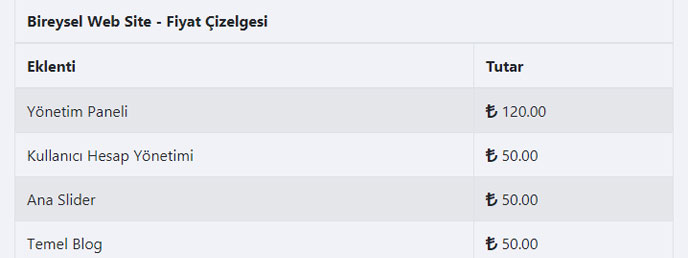 Bireysel Web Site - Fiyat Çizelgesi
Eklenti Tutar
Yönetim Paneli ₺ 120.00
Kullanıcı Hesap Yönetimi ₺ 50.00
Ana Slider ₺ 50.00
Temel Blog ₺ 50.00